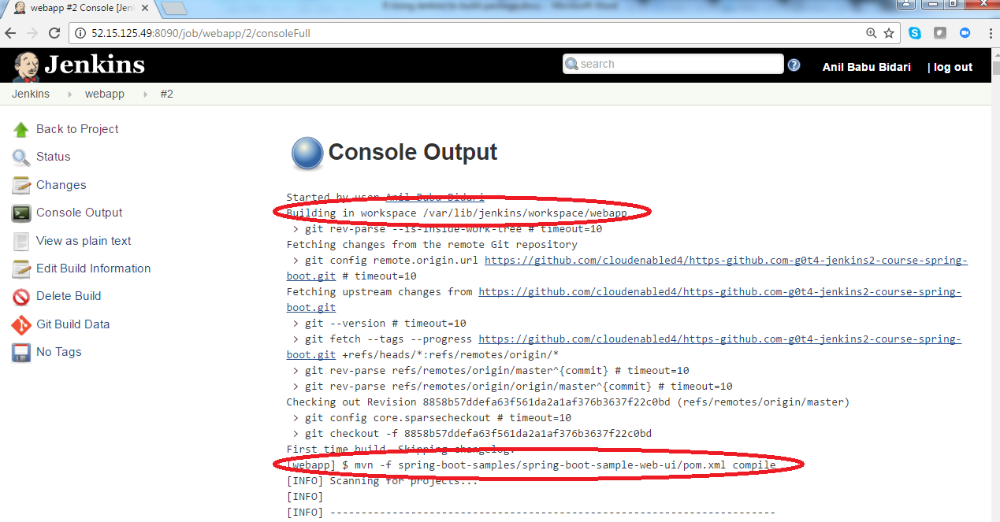 webapp #2 Console [Jen
52.15.125.49:8090/job/webapp/2/consoleFull
Jenkins
search
Anil Babu Bidari
| log out
Jenkins webapp #2
Back to Project
Status
Changes
Console Output
View as plain text
Edit Build Information
Delete Build
Git Build Data
No Tags
Console Output
Started by user Anil Babu Bidari
Building in workspace /var/lib/jenkins/workspace/webapp
> git rev-parse --is-inside-work-tree # timeout=10
Fetching changes from the remote Git repository
> git config remote.origin.url https://github.com/cloudenabled4/https-github.com-g0t4-jenkins2-course-spring-
boot.git # timeout=10
Fetching upstream changes from https://github.com/cloudenabled4/https-github.com-g0t4-jenkins2-course-spring-
boot.git
> git --version # timeout=10
> git fetch --tags --progress https://github.com/cloudenabled4/https-github.com-g0t4-jenkins2-course-spring-
boot.git +refs/heads/*:refs/remotes/origin/*
> git rev-parse refs/remotes/origin/master^{commit} # timeout=10
> git rev-parse refs/remotes/origin/origin/master^{commit} # timeout=10
Checking out Revision 8858b57ddefa63f561da2a1af376b3637f22c0bd (refs/remotes/origin/master)
> git config core.sparsecheckout # timeout=10
> git checkout -f 8858b57ddefa63f561da2a1af376b3637f22c0bd
First time build. Skipping changelog.
[webapp] $ mvn -f spring-boot-samples/spring-boot-sample-web-ui/pom.xml compile
[INFO] Scanning for projects...
[INFO]
[INFO] ------------------------------------------------------------------------